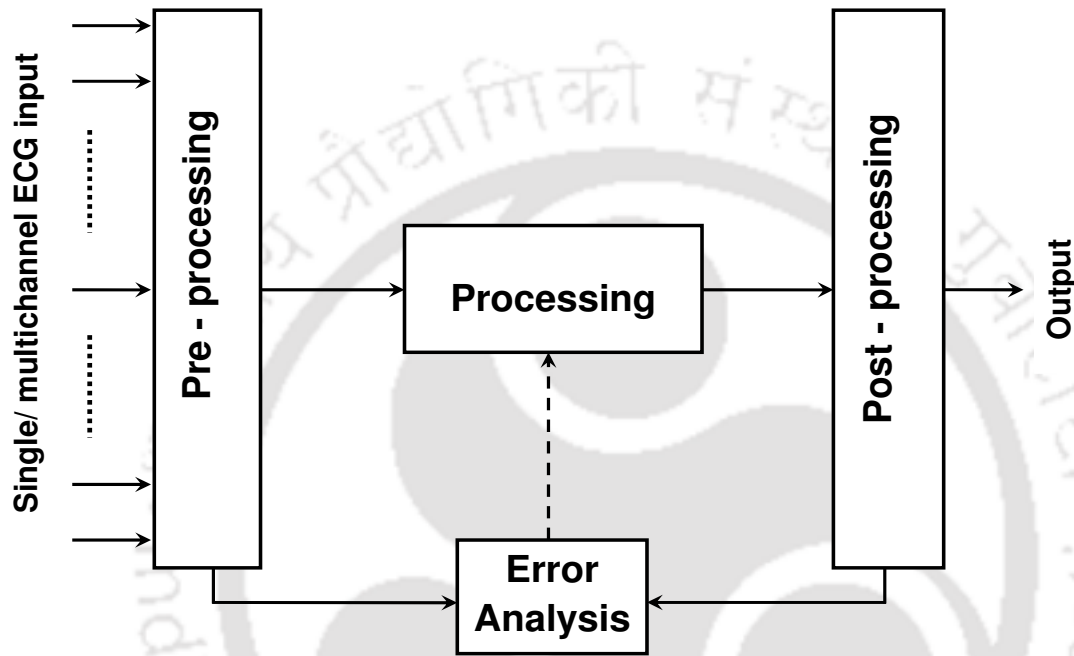 Single/ multichannel ECG input
Pre - processing
Processing
Error
Analysis
Post - processing
Output
प्रौद्योगिकी